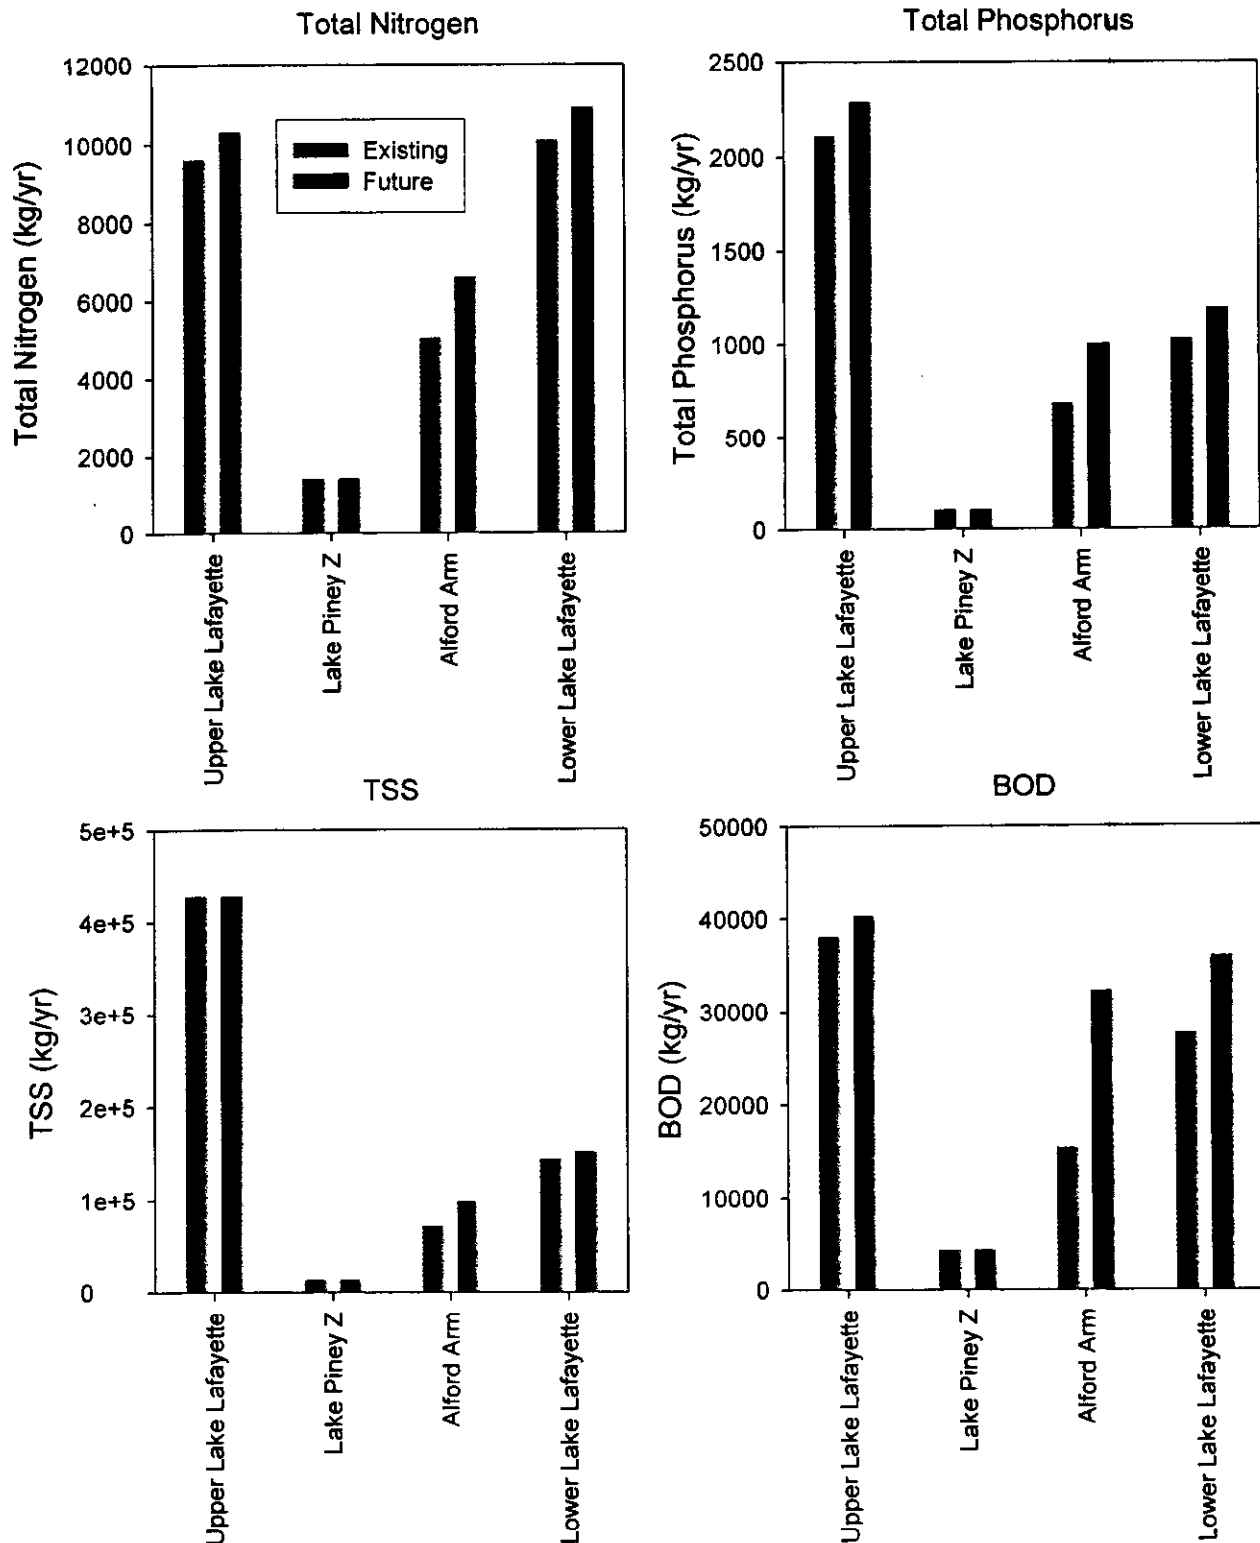 Total Nitrogen
Total Nitrogen (kg/yr)
12000
10000
8000
6000
4000
2000
0
Existing
Future
Upper Lake Lafayette
Lake Piney Z
Alford Arm
Lower Lake Lafayette
Total Phosphorus
Total Phosphorus (kg/yr)
2500
2000
1500
1000
500
0
Upper Lake Lafayette
Lake Piney Z
Alford Arm
Lower Lake Lafayette
TSS
TSS (kg/yr)
5e+5
4e+5
3e+5
2e+5
1e+5
0
Upper Lake Lafayette
Lake Piney Z
Alford Arm
Lower Lake Lafayette
BOD
BOD (kg/yr)
50000
40000
30000
20000
10000
0
Upper Lake Lafayette
Lake Piney Z
Alford Arm
Lower Lake Lafayette